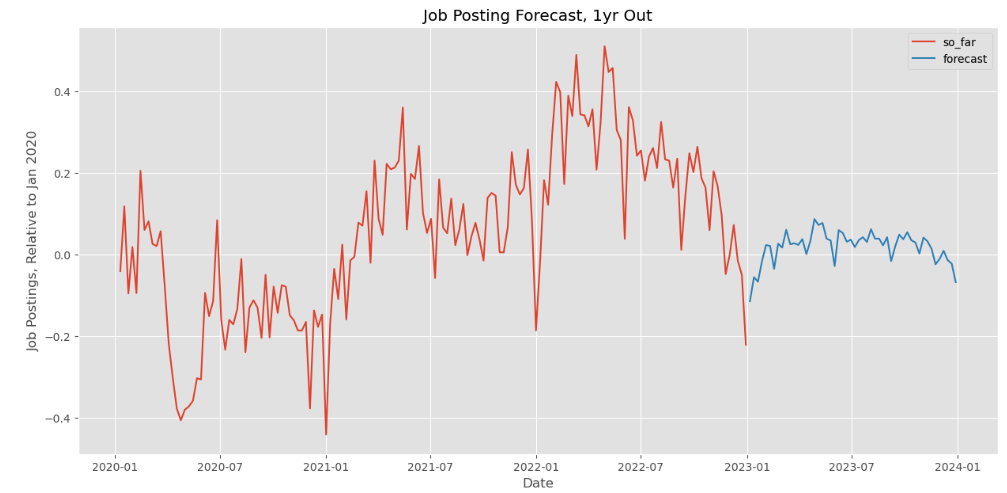 Job Posting Forecast, 1yr Out
so_far
forecast
Job Postings, Relative to Jan 2020
0.4
0.2
0.0
−0.2
−0.4
2020-01 2020-07 2021-01 2021-07 2022-01 2022-07 2023-01 2023-07 2024-01
Date